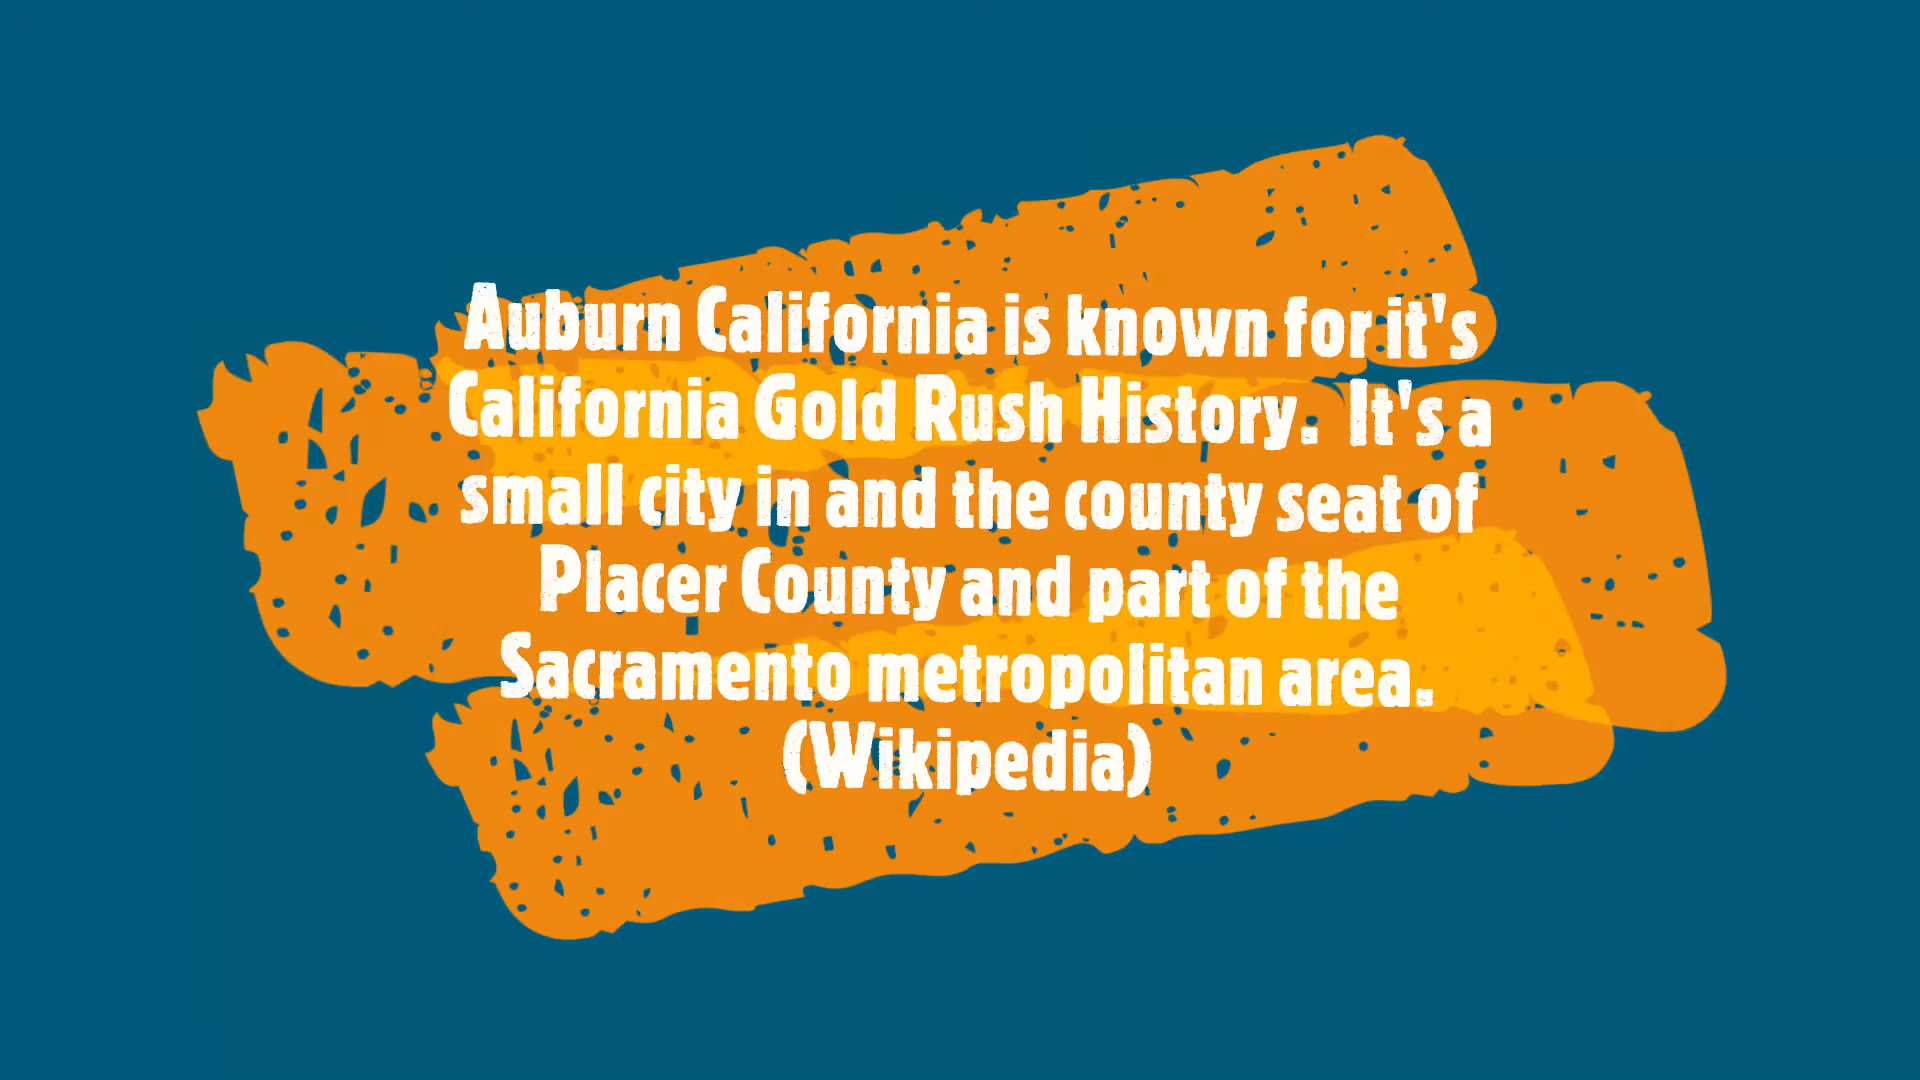 Auburn California is known for it's
California Gold Rush History.  It's a
small city in and the county seat of
Placer County and part of the
Sacramento metropolitan area.
(Wikipedia)